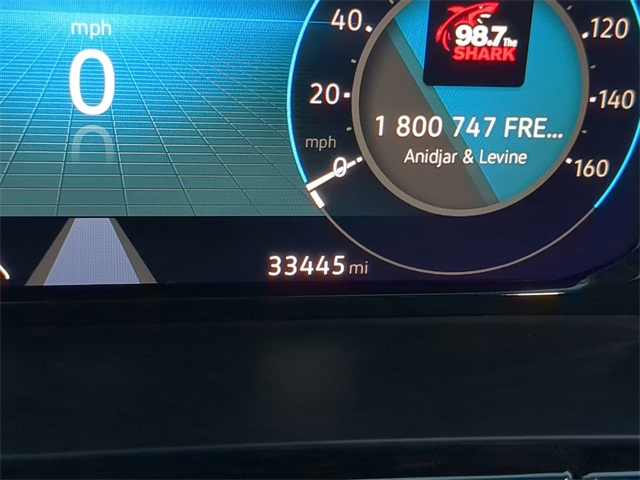 mph
0
40
20
mph
0
98.7 The
SHARK
1 800 747 FRE...
Anidjar & Levine
120
140
160
33445 mi